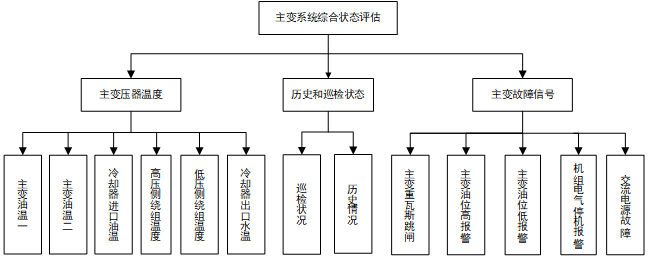 主变系统综合状态评估
主变压器温度
历史和巡检状态
主变故障信号
主变油温一
主变油温二
冷却器进口油温
高压侧绕组温度
低压侧绕组温度
冷却器出口水温
巡检状况
历史情况
主变重瓦斯跳闸
主变油位高报警
主变油位低报警
机组电气停机报警
交流电源故障